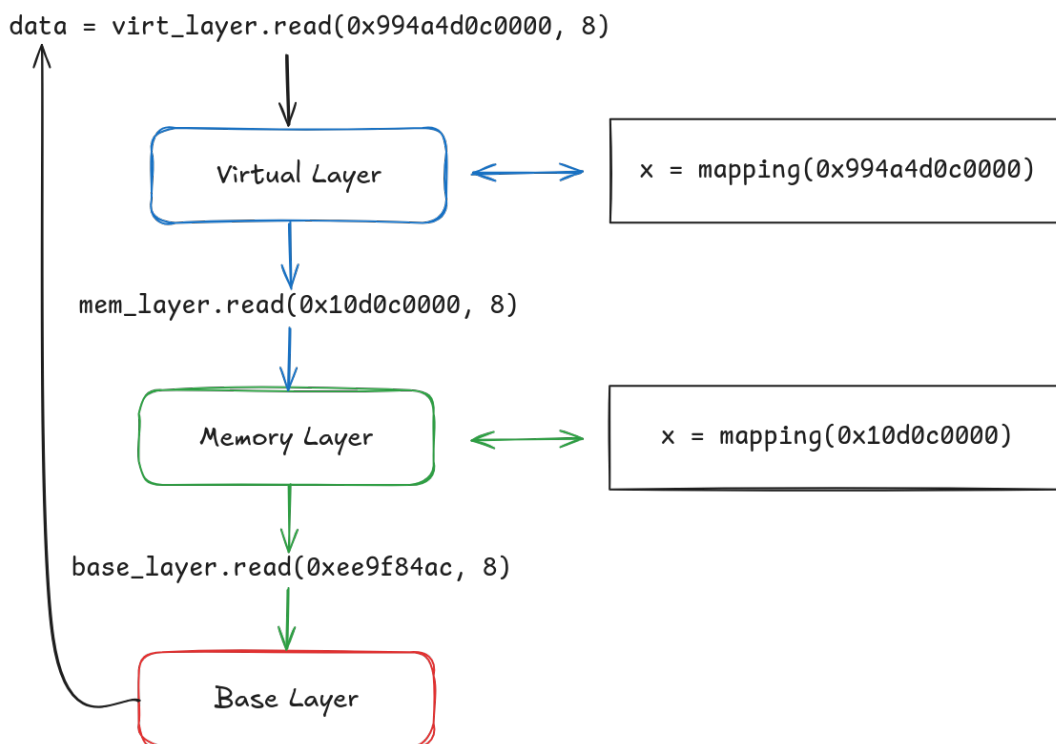 data = virt_layer.read(0x994a4d0c0000, 8)
Virtual Layer
x = mapping(0x994a4d0c0000)
mem_layer.read(0x10d0c0000, 8)
Memory Layer
x = mapping(0x10d0c0000)
base_layer.read(0xee9f84ac, 8)
Base Layer